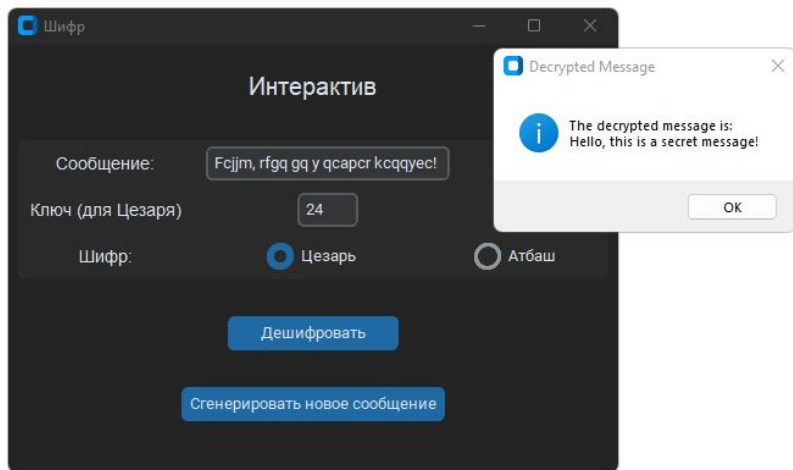 Шифр
Интерактив
Сообщение:
Fcjjm, rfgq gq y qcapcr kcqqyec!
Ключ (для Цезаря)
24
Шифр:
Цезарь
Атбаш
Дешифровать
Сгенерировать новое сообщение
Decrypted Message
The decrypted message is:
Hello, this is a secret message!
OK